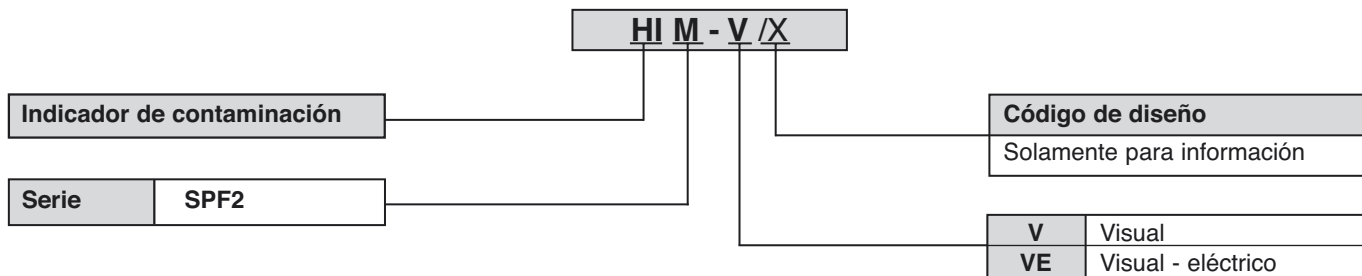 HI M - V /X
Indicador de contaminación
Código de diseño
Solamente para información
Serie SPF2
V Visual
VE Visual - eléctrico